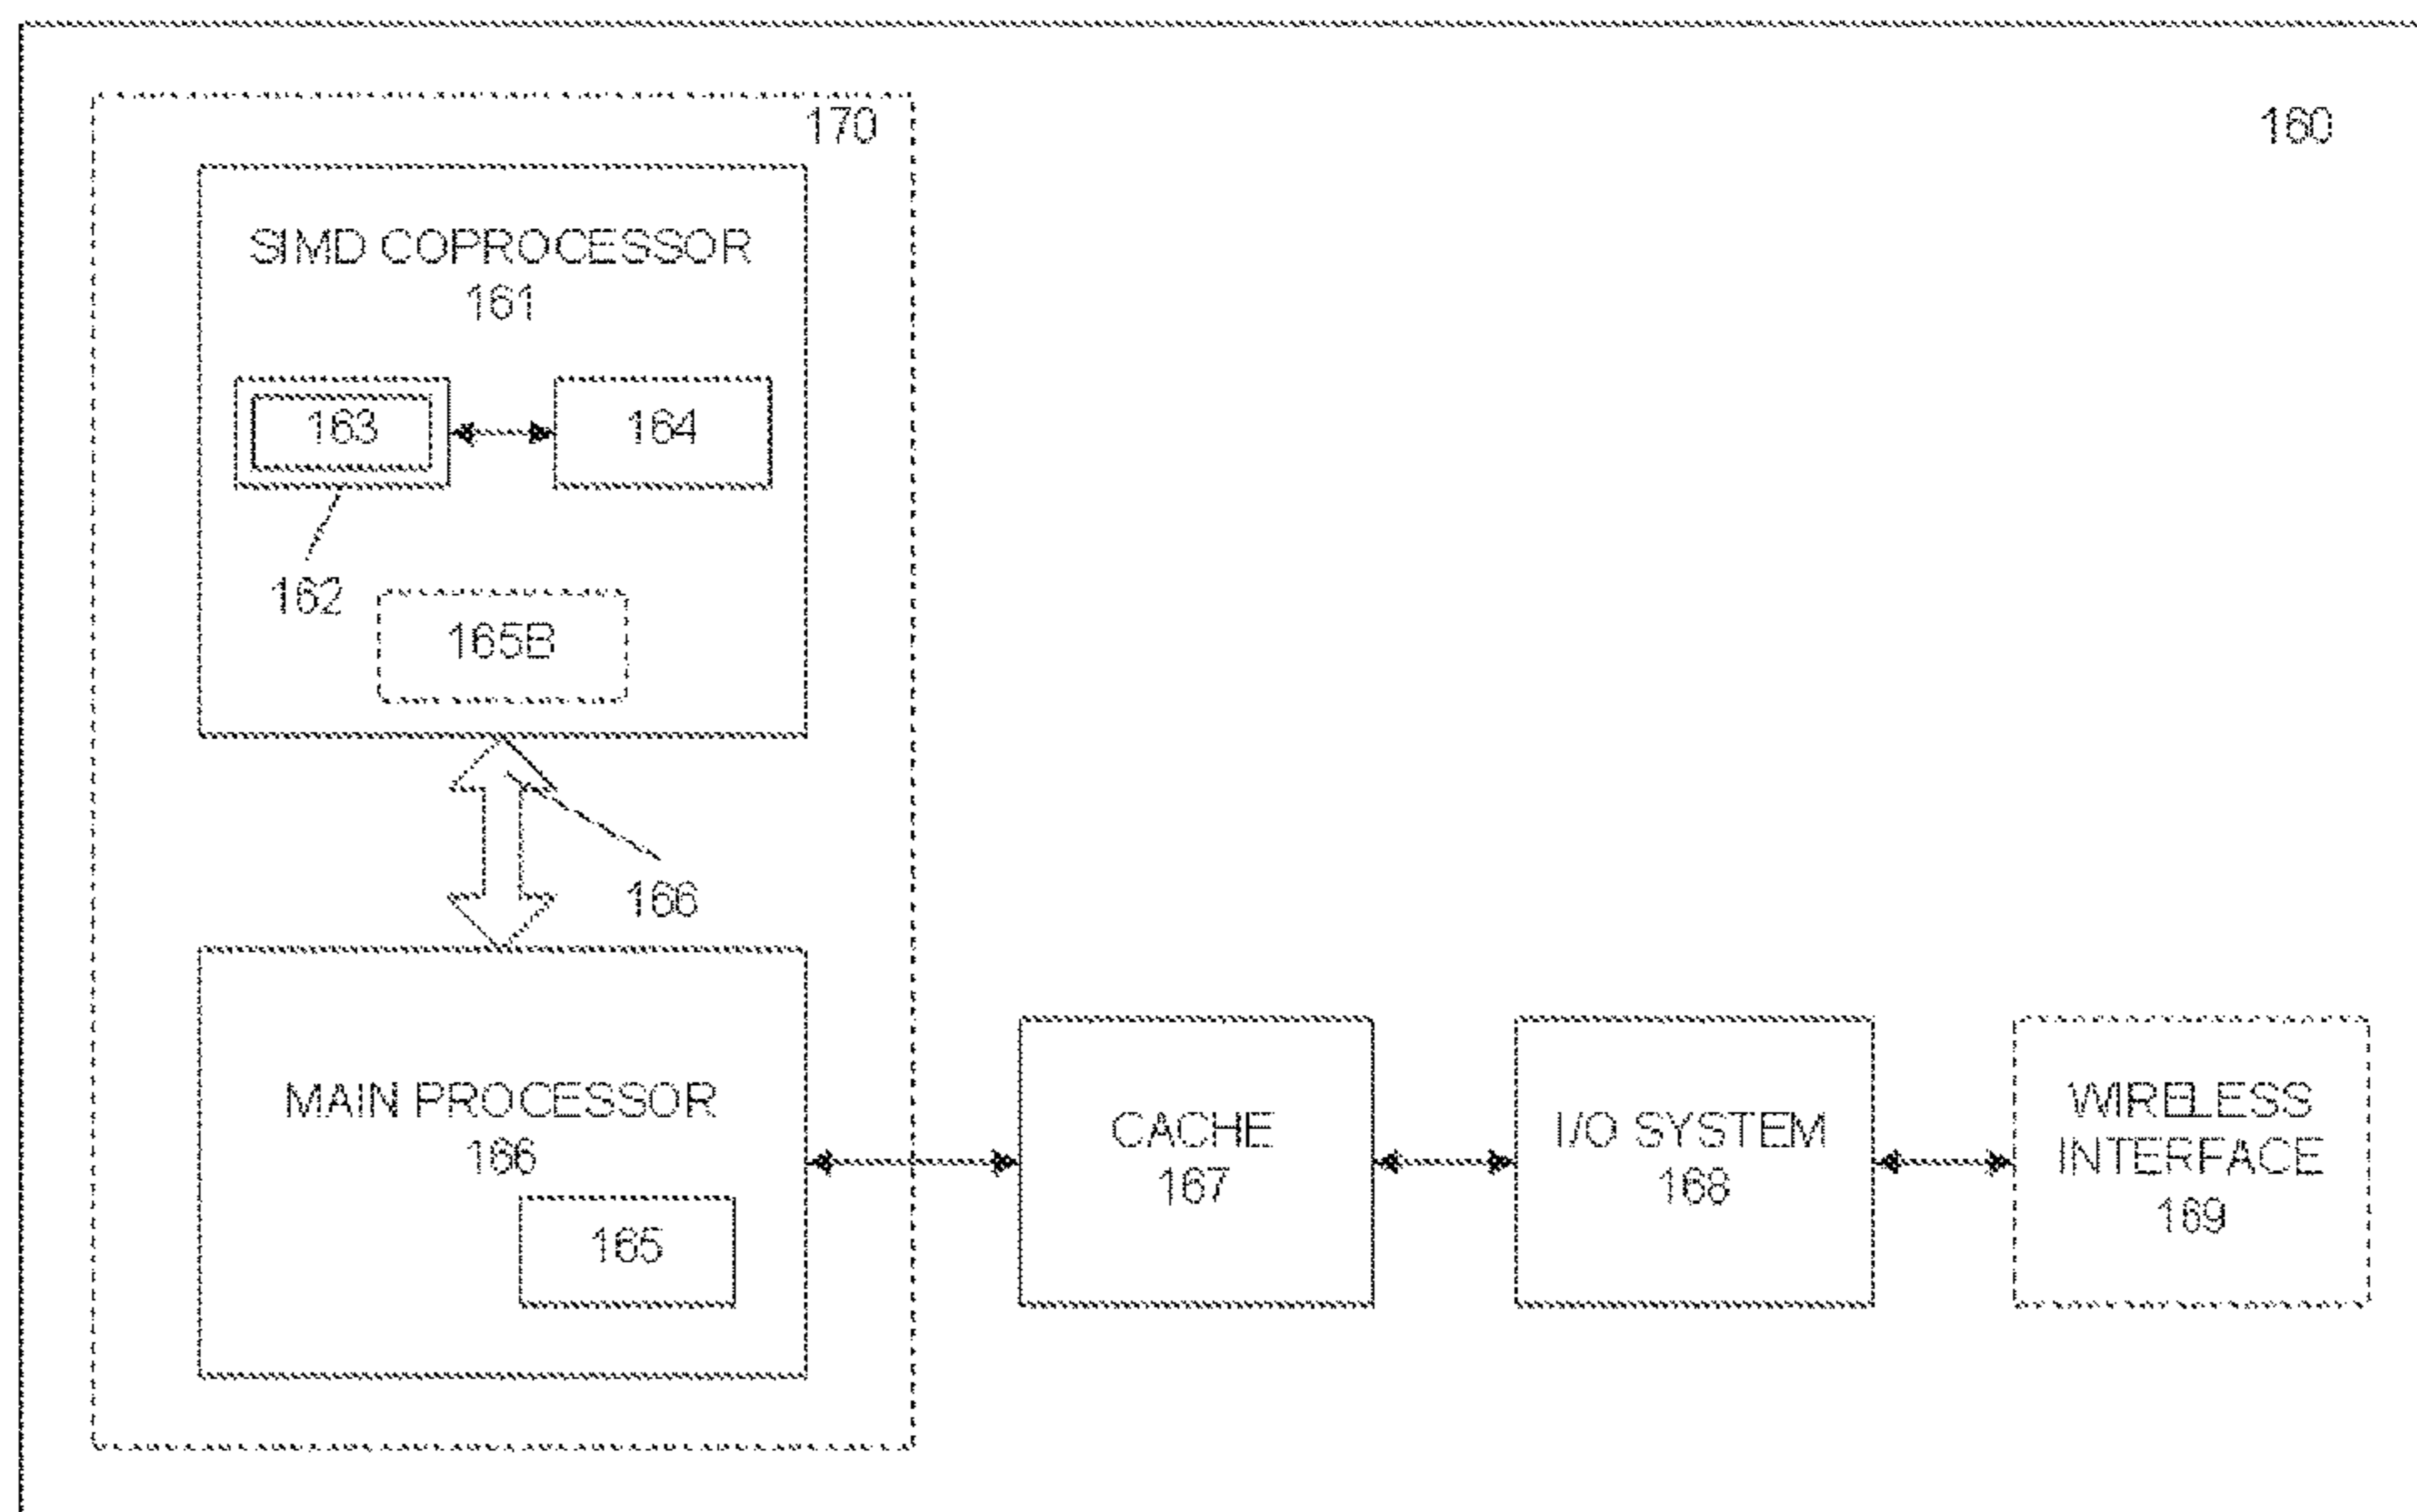 170
160
SIMD COPROCESSOR
161
163
164
162
165B
166
MAIN PROCESSOR
166
165
CACHE
167
I/O SYSTEM
168
WIRELESS
INTERFACE
169